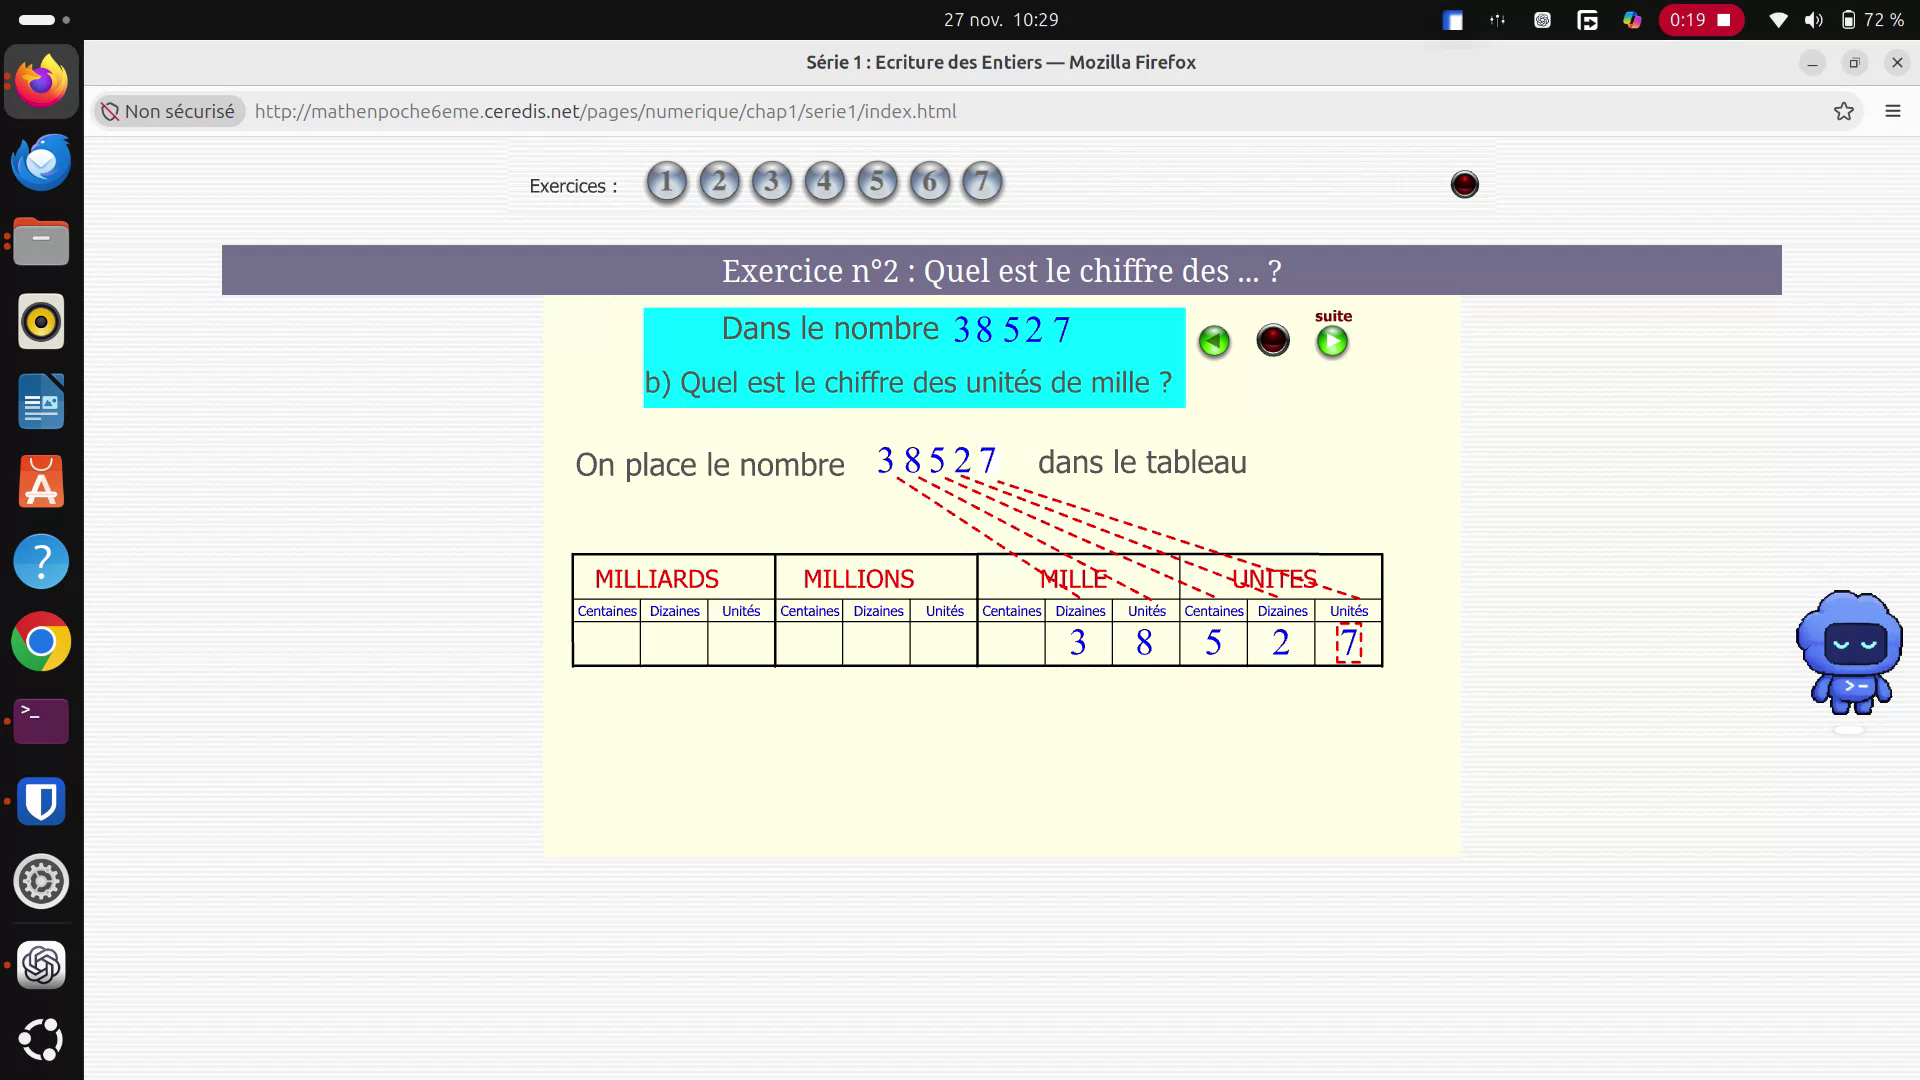 27 nov. 10:29
0:19
72 %
Série 1 : Ecriture des Entiers — Mozilla Firefox
Non sécurisé http://mathenpoche6eme.ceredis.net/pages/numerique/chap1/serie1/index.html
Exercices : 1 2 3 4 5 6 7
Exercice n°2 : Quel est le chiffre des ... ?
suite
Dans le nombre 38 527
b) Quel est le chiffre des unités de mille ?
On place le nombre 38527 dans le tableau
MILLIARDS MILLIONS MILLE UNITES
Centaines Dizaines Unités Centaines Dizaines Unités Centaines Dizaines Unités Centaines Dizaines Unités
3 8 5 2 7